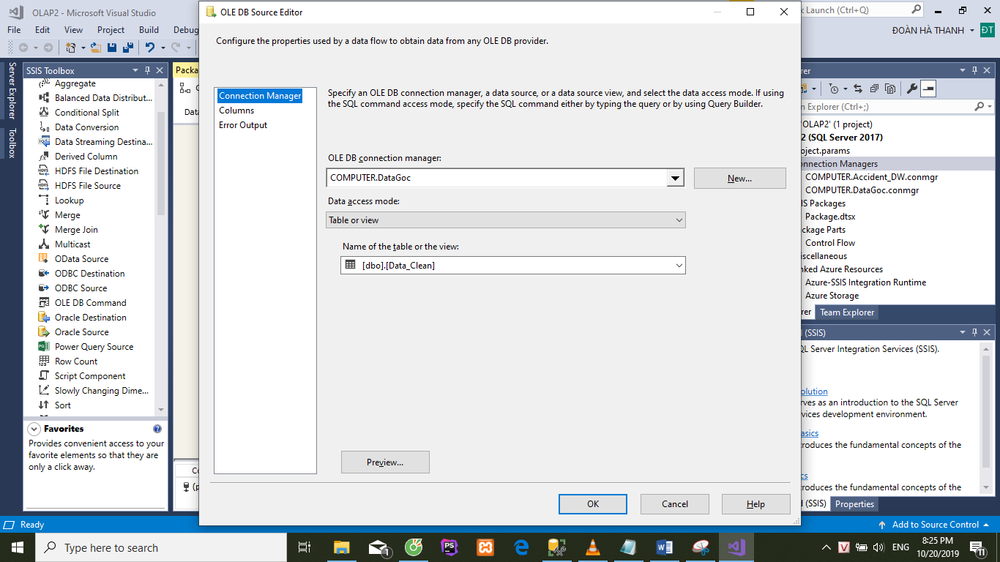 OLAP2 - Microsoft Visual Studio
OLE DB Source Editor
k Launch (Ctrl+Q)
File Edit View Project Build Debug
ĐOÀN HÀ THANH
ĐT
Configure the properties used by a data flow to obtain data from any OLE DB provider.
Server Explorer
Toolbox
SSIS Toolbox
Aggregate
Balanced Data Distribut...
Conditional Split
Data Conversion
Data Streaming Destina...
Derived Column
HDFS File Destination
HDFS File Source
Lookup
Merge
Merge Join
Multicast
OData Source
ODBC Destination
ODBC Source
OLE DB Command
Oracle Destination
Oracle Source
Power Query Source
Row Count
Script Component
Slowly Changing Dime...
Sort
Favorites
Provides convenient access to your
favorite elements so that they are
only a click away.
Packa
C
Data
Co
(p
Connection Manager
Columns
Error Output
Specify an OLE DB connection manager, a data source, or a data source view, and select the data access mode. If using
the SQL command access mode, specify the SQL command either by typing the query or by using Query Builder.
OLE DB connection manager:
COMPUTER.DataGoc
New...
Data access mode:
Table or view
Name of the table or the view:
[dbo].[Data_Clean]
Preview...
OK
Cancel
Help
rer
n Explorer (Ctrl+;)
'OLAP2' (1 project)
2 (SQL Server 2017)
oject.params
nnection Managers
COMPUTER.Accident_DW.conmgr
COMPUTER.DataGoc.conmgr
IS Packages
Package.dtsx
ckage Parts
Control Flow
iscellaneous
nked Azure Resources
Azure-SSIS Integration Runtime
Azure Storage
rer Team Explorer
d (SSIS)
QL Server Integration Services (SSIS).
olution
rves as an introduction to the SQL Server
vices development environment.
asics
troduces the fundamental concepts of the
cs
troduces the fundamental concepts of the
d (SSIS) Properties
Ready
Add to Source Control
Type here to search
1
PS
W
V
ENG
8:25 PM
10/20/2019
11